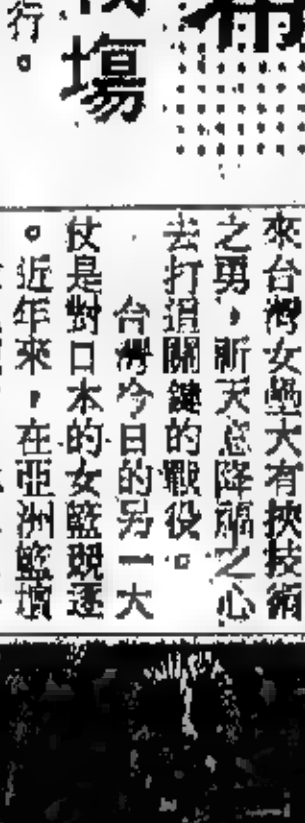 行。
場
來台灣女壘大有挾技術
之勇,祈天意降福之心
去打這關鍵的戰役。
台灣今日的另一大
仗是對日本的女籃競逐
。近年來,在亞洲籃壇